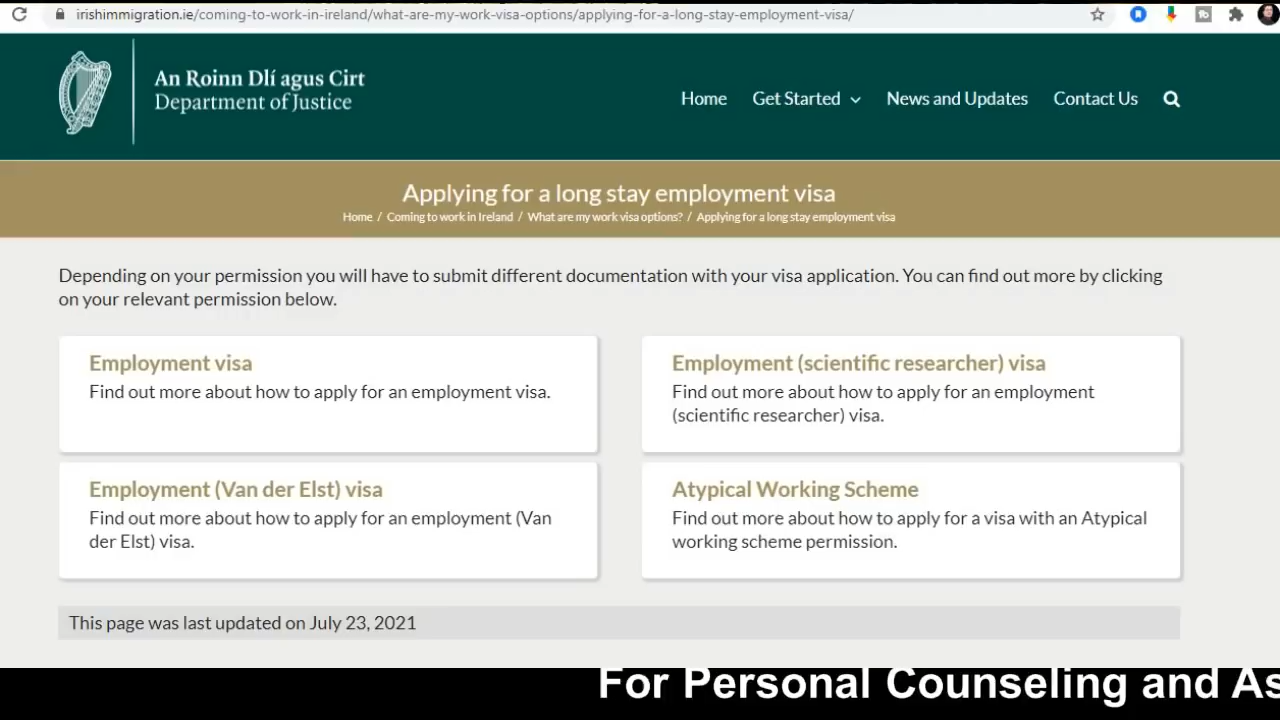 irishimmigration.ie/coming-to-work-in-ireland/what-are-my-work-visa-options/applying-for-a-long-stay-employment-visa/
An Roinn Dlí agus Cirt
Department of Justice
Home Get Started News and Updates Contact Us
Applying for a long stay employment visa
Home / Coming to work in Ireland / What are my work visa options? / Applying for a long stay employment visa
Depending on your permission you will have to submit different documentation with your visa application. You can find out more by clicking
on your relevant permission below.
Employment visa
Find out more about how to apply for an employment visa.
Employment (scientific researcher) visa
Find out more about how to apply for an employment
(scientific researcher) visa.
Employment (Van der Elst) visa
Find out more about how to apply for an employment (Van
der Elst) visa.
Atypical Working Scheme
Find out more about how to apply for a visa with an Atypical
working scheme permission.
This page was last updated on July 23, 2021
For Personal Counseling and As